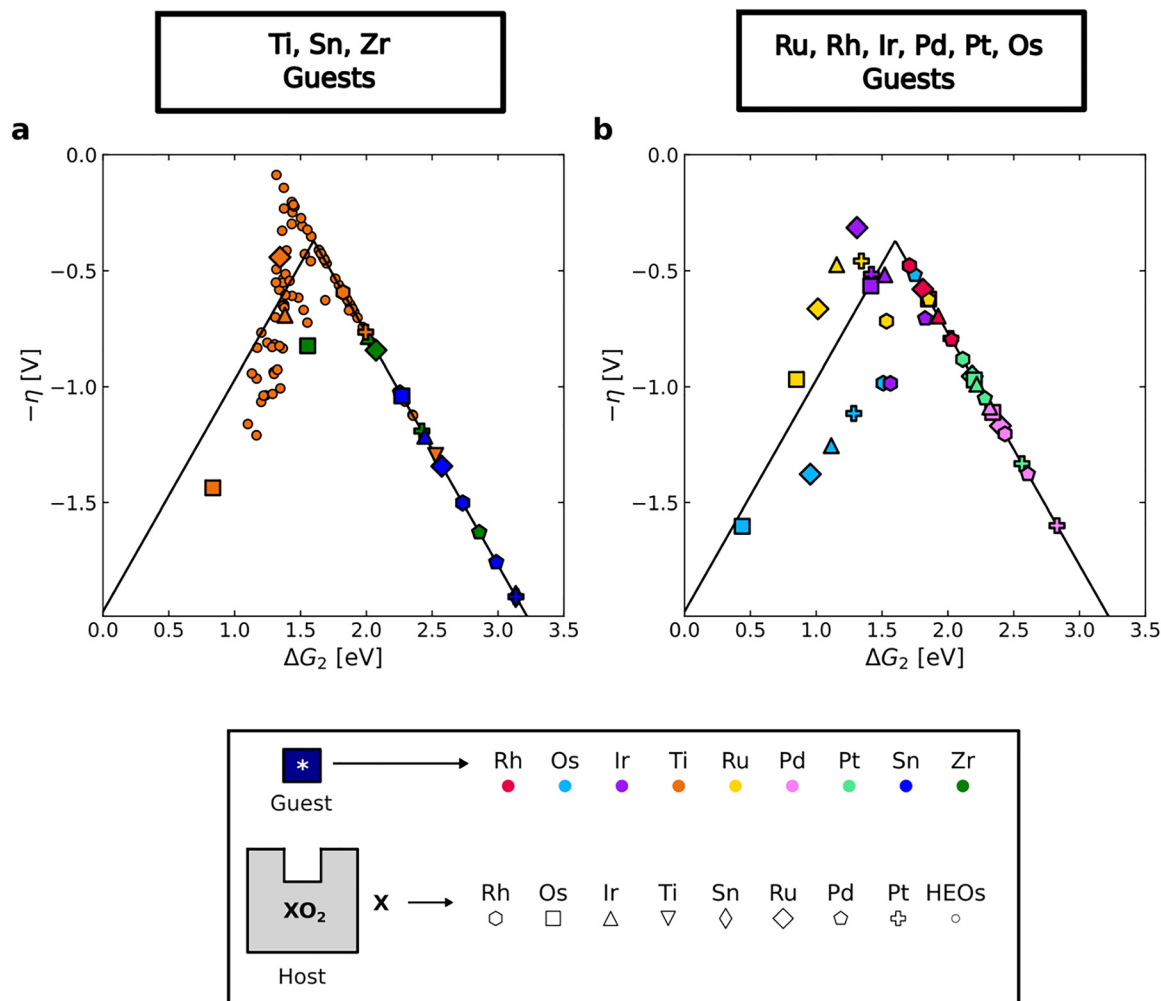 Ti, Sn, Zr
Guests
Ru, Rh, Ir, Pd, Pt, Os
Guests
a
b
0.0
−0.5
−1.0
−1.5
−η [V]
0.0 0.5 1.0 1.5 2.0 2.5 3.0 3.5
ΔG₂ [eV]
0.0
−0.5
−1.0
−1.5
−η [V]
0.0 0.5 1.0 1.5 2.0 2.5 3.0 3.5
ΔG₂ [eV]
*
Guest
Rh Os Ir Ti Ru Pd Pt Sn Zr
XO₂
Host
X
Rh Os Ir Ti Sn Ru Pd Pt HEOs